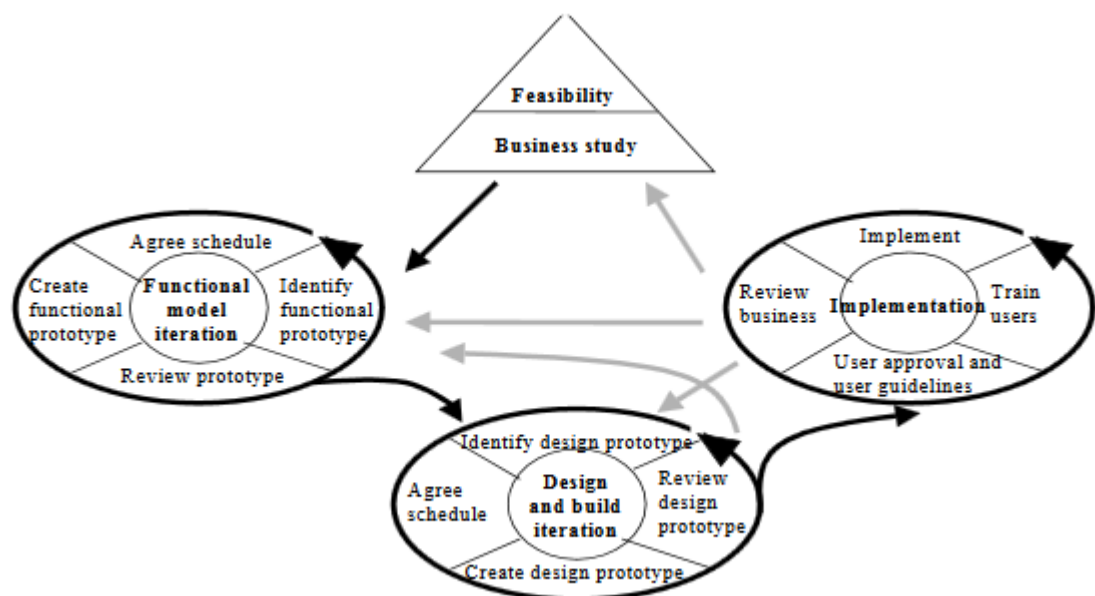 Feasibility
Business study
Agree schedule
Create
functional
prototype
Functional
model
iteration
Identify
functional
prototype
Review prototype
Implement
Review
business
Implementation
Train
users
User approval and
user guidelines
Identify design prototype
Agree
schedule
Design
and build
iteration
Review
design
prototype
Create design prototype